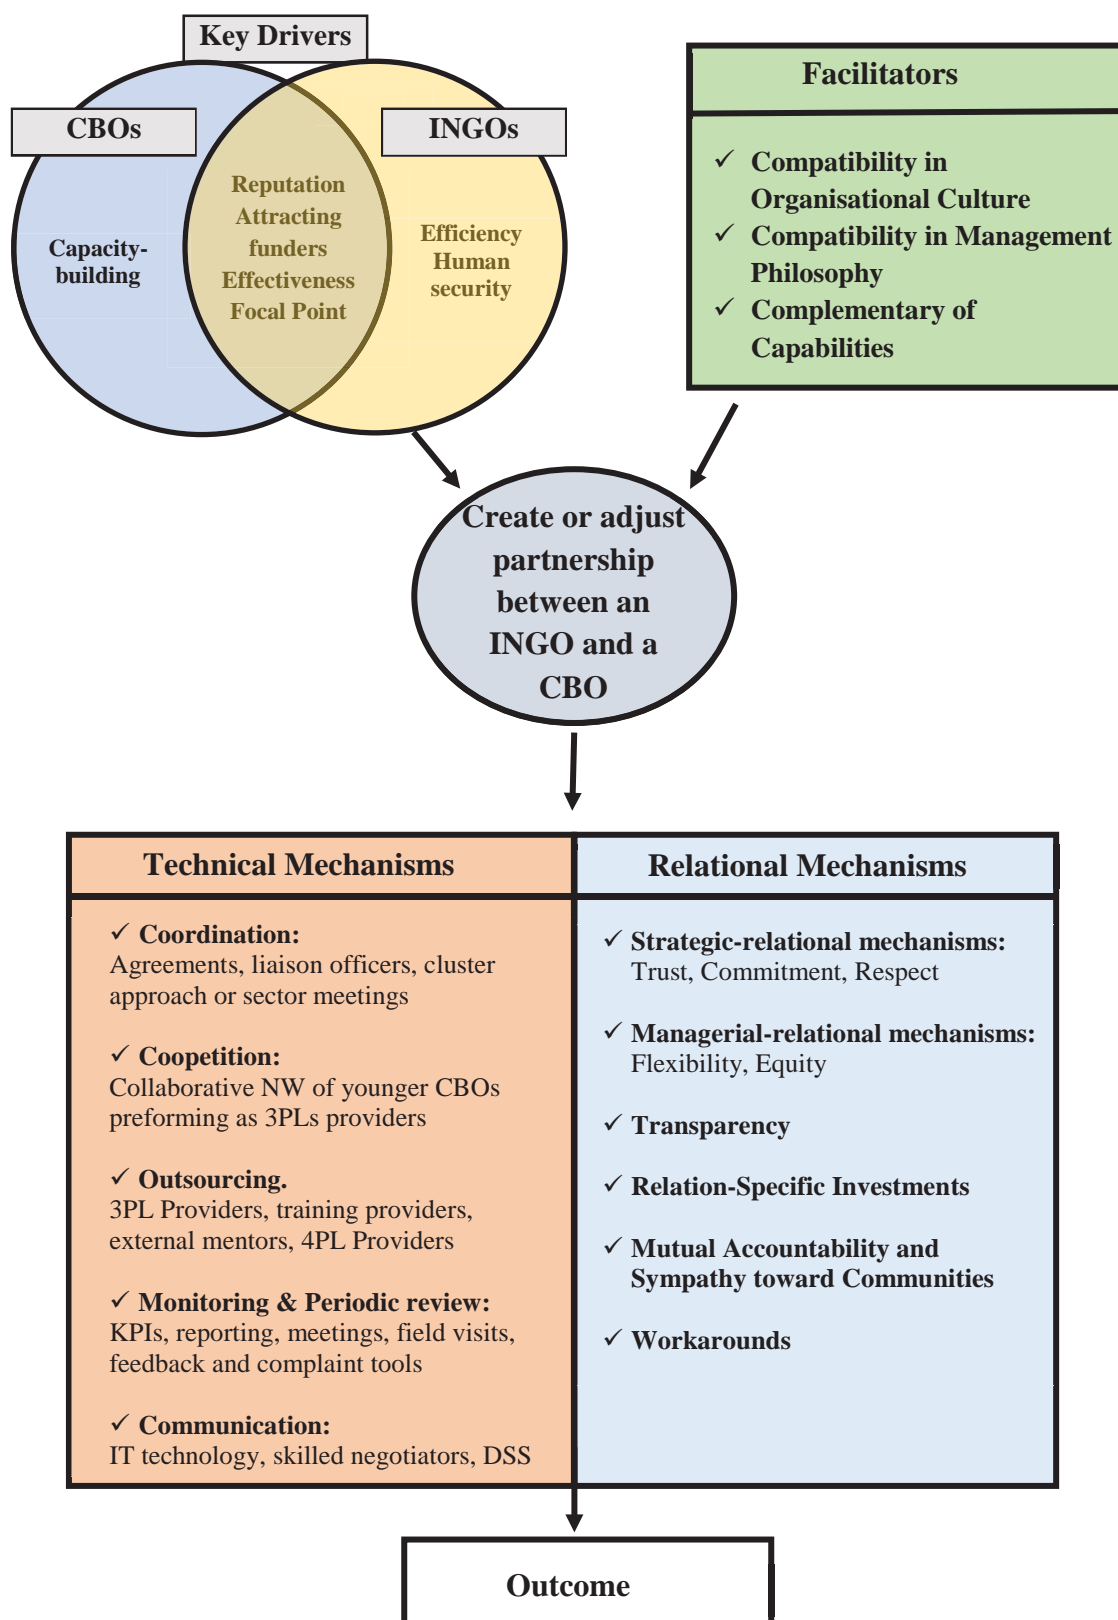 Key Drivers
CBOs
INGOs
Capacity-
building
Reputation
Attracting
funders
Effectiveness
Focal Point
Efficiency
Human
security
Facilitators
✓ Compatibility in
Organisational Culture
✓ Compatibility in Management
Philosophy
✓ Complementary of
Capabilities
Create or adjust
partnership
between an
INGO and a
CBO
Technical Mechanisms
✓ Coordination:
Agreements, liaison officers, cluster
approach or sector meetings
✓ Coopetition:
Collaborative NW of younger CBOs
preforming as 3PLs providers
✓ Outsourcing.
3PL Providers, training providers,
external mentors, 4PL Providers
✓ Monitoring & Periodic review:
KPIs, reporting, meetings, field visits,
feedback and complaint tools
✓ Communication:
IT technology, skilled negotiators, DSS
Relational Mechanisms
✓ Strategic-relational mechanisms:
Trust, Commitment, Respect
✓ Managerial-relational mechanisms:
Flexibility, Equity
✓ Transparency
✓ Relation-Specific Investments
✓ Mutual Accountability and
Sympathy toward Communities
✓ Workarounds
Outcome